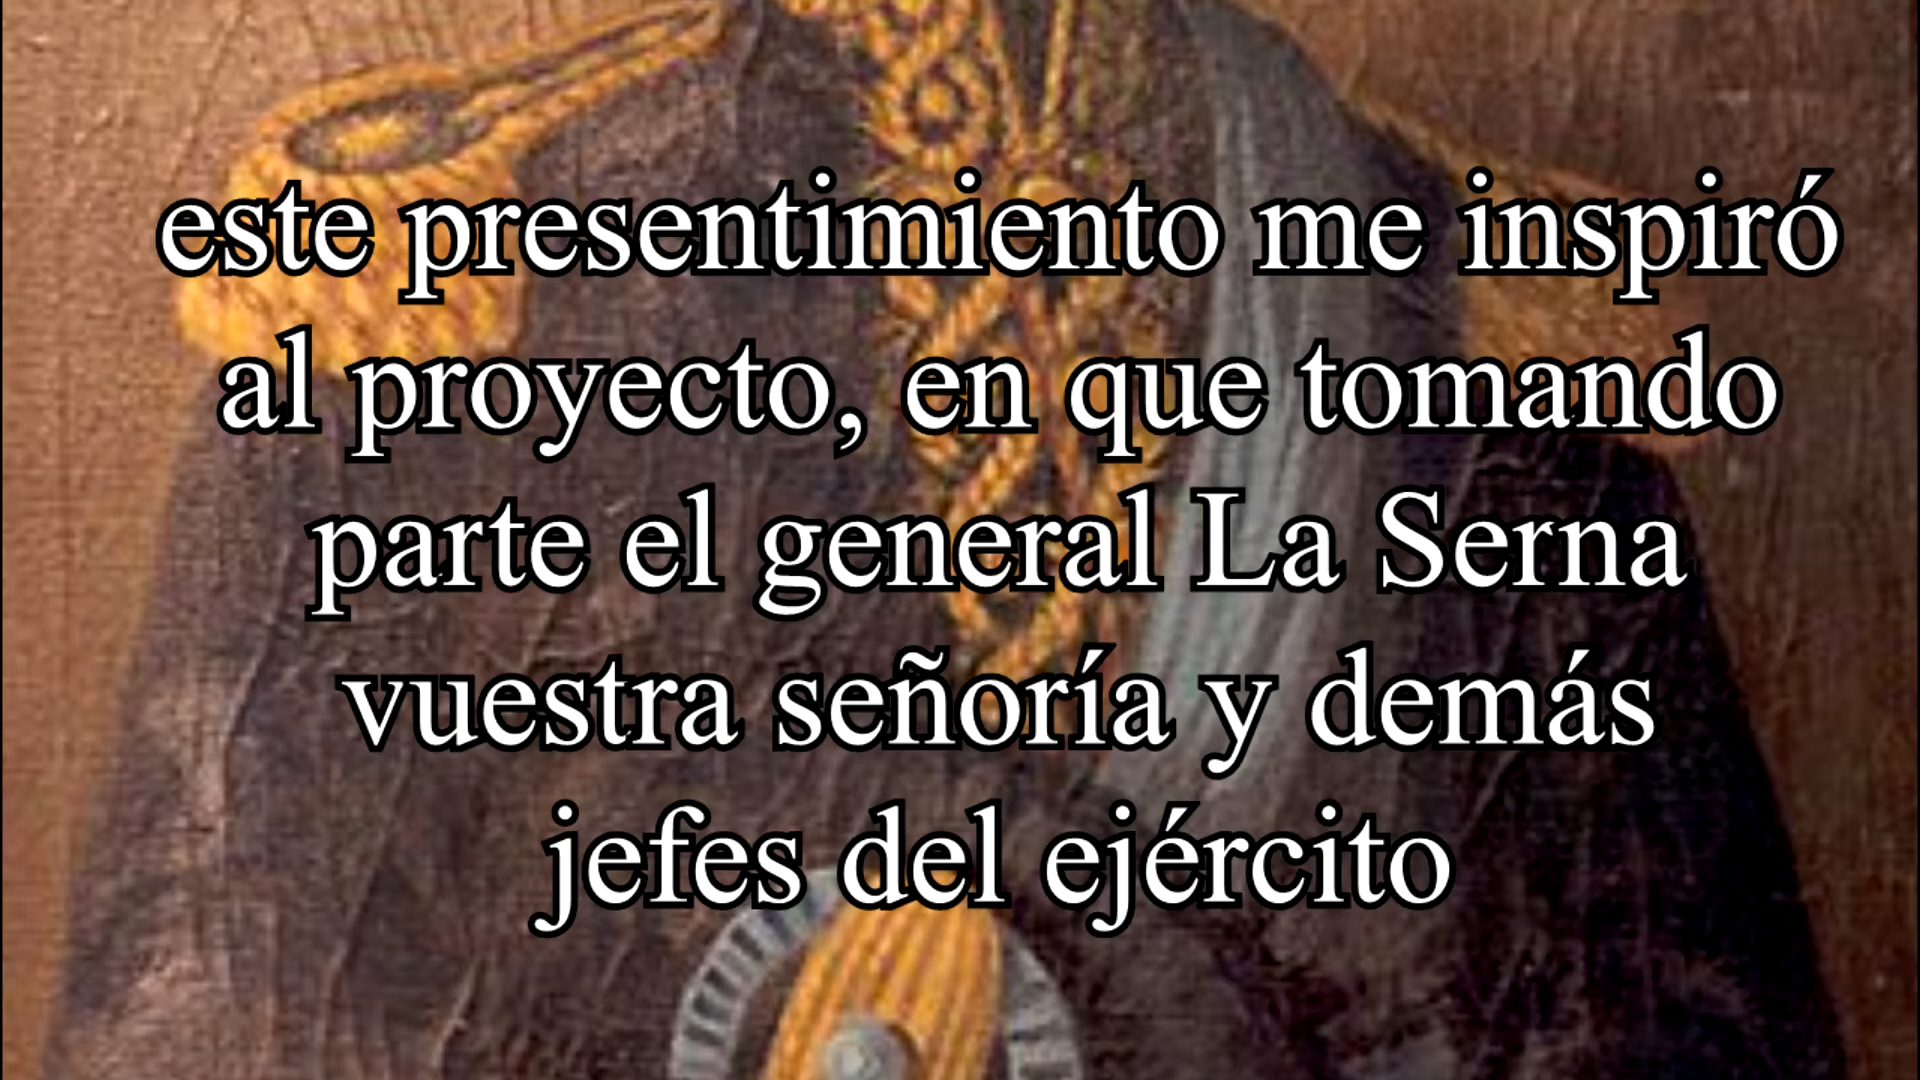 este presentimiento me inspiró
al proyecto, en que tomando
parte el general La Serna
vuestra señoría y demás
jefes del ejército